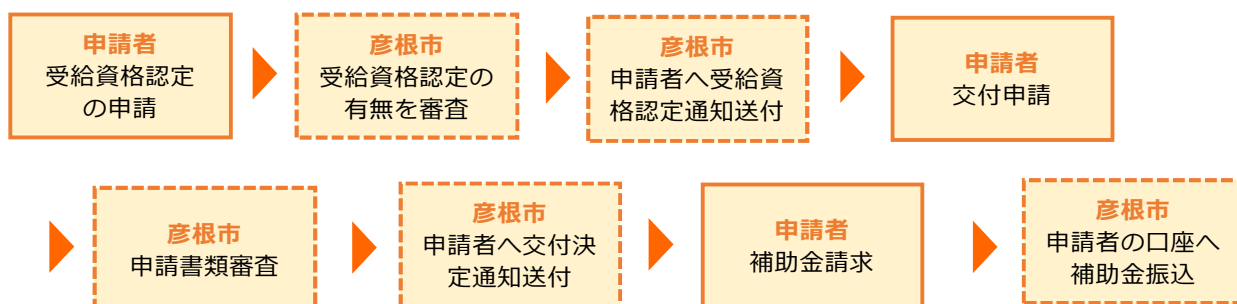 申請者
受給資格認定
の申請
彦根市
受給資格認定の
有無を審査
彦根市
申請者へ受給資
格認定通知送付
申請者
交付申請
彦根市
申請書類審査
彦根市
申請者へ交付決
定通知送付
申請者
補助金請求
彦根市
申請者の口座へ
補助金振込